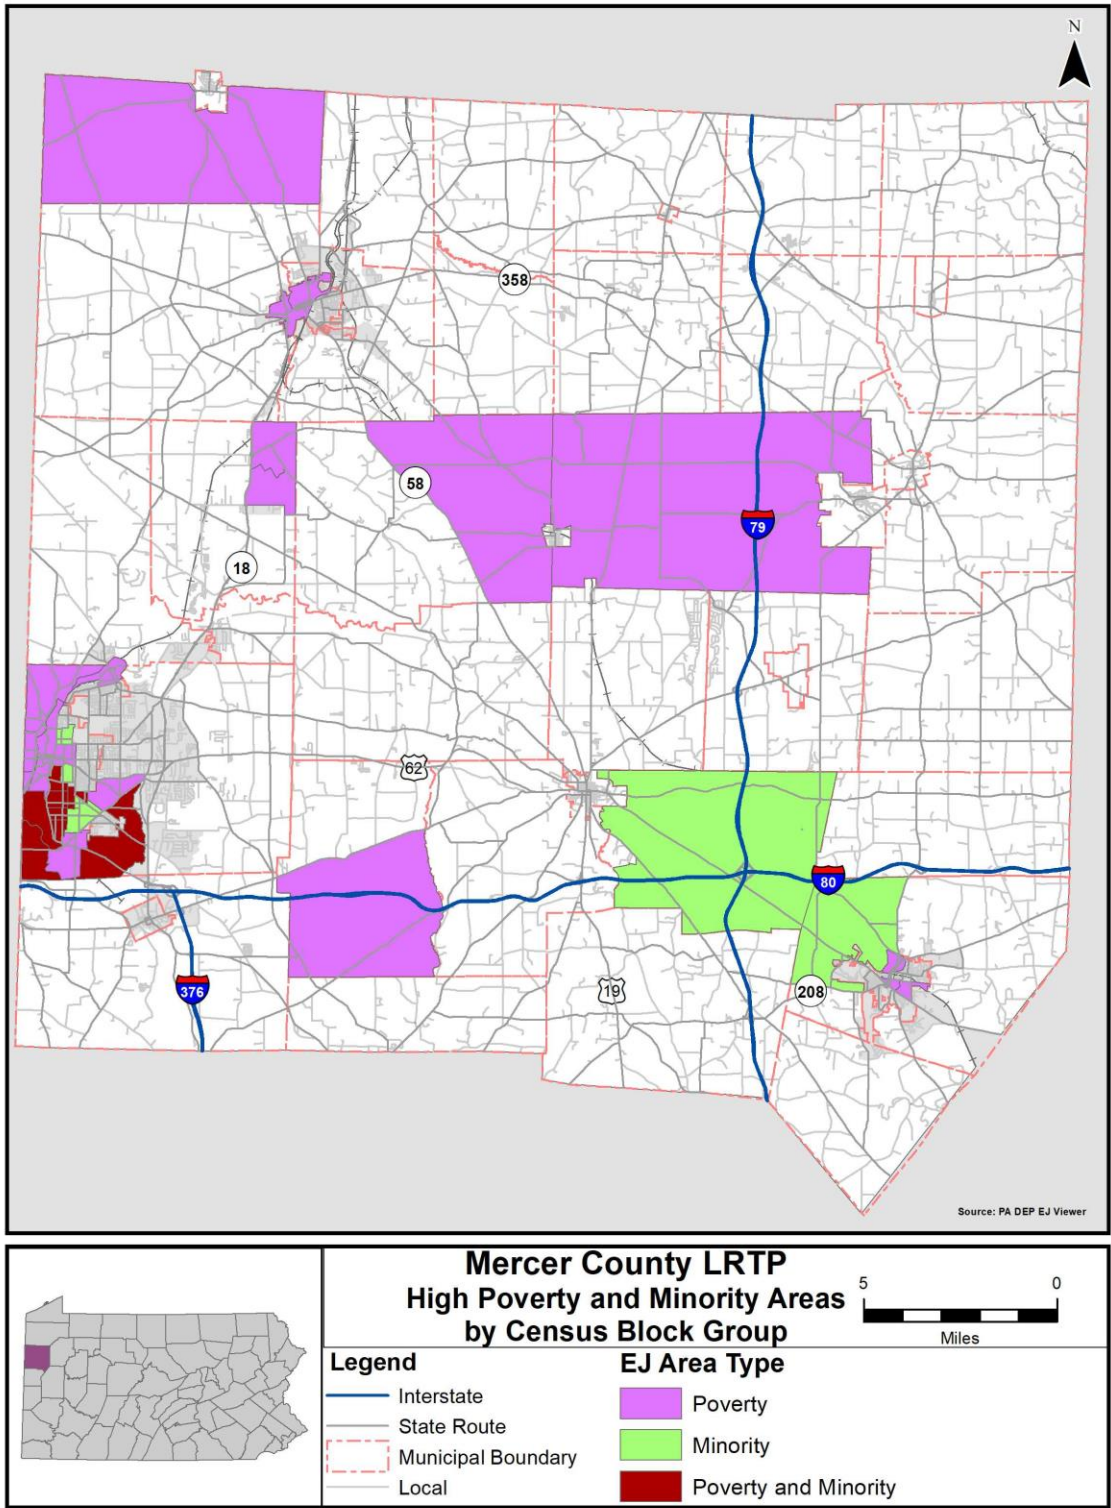 N
358
58
79
18
62
80
376
19
208
Source: PA DEP EJ Viewer
Mercer County LRTP
High Poverty and Minority Areas
by Census Block Group
5 0
Miles
Legend
Interstate
State Route
Municipal Boundary
Local
EJ Area Type
Poverty
Minority
Poverty and Minority